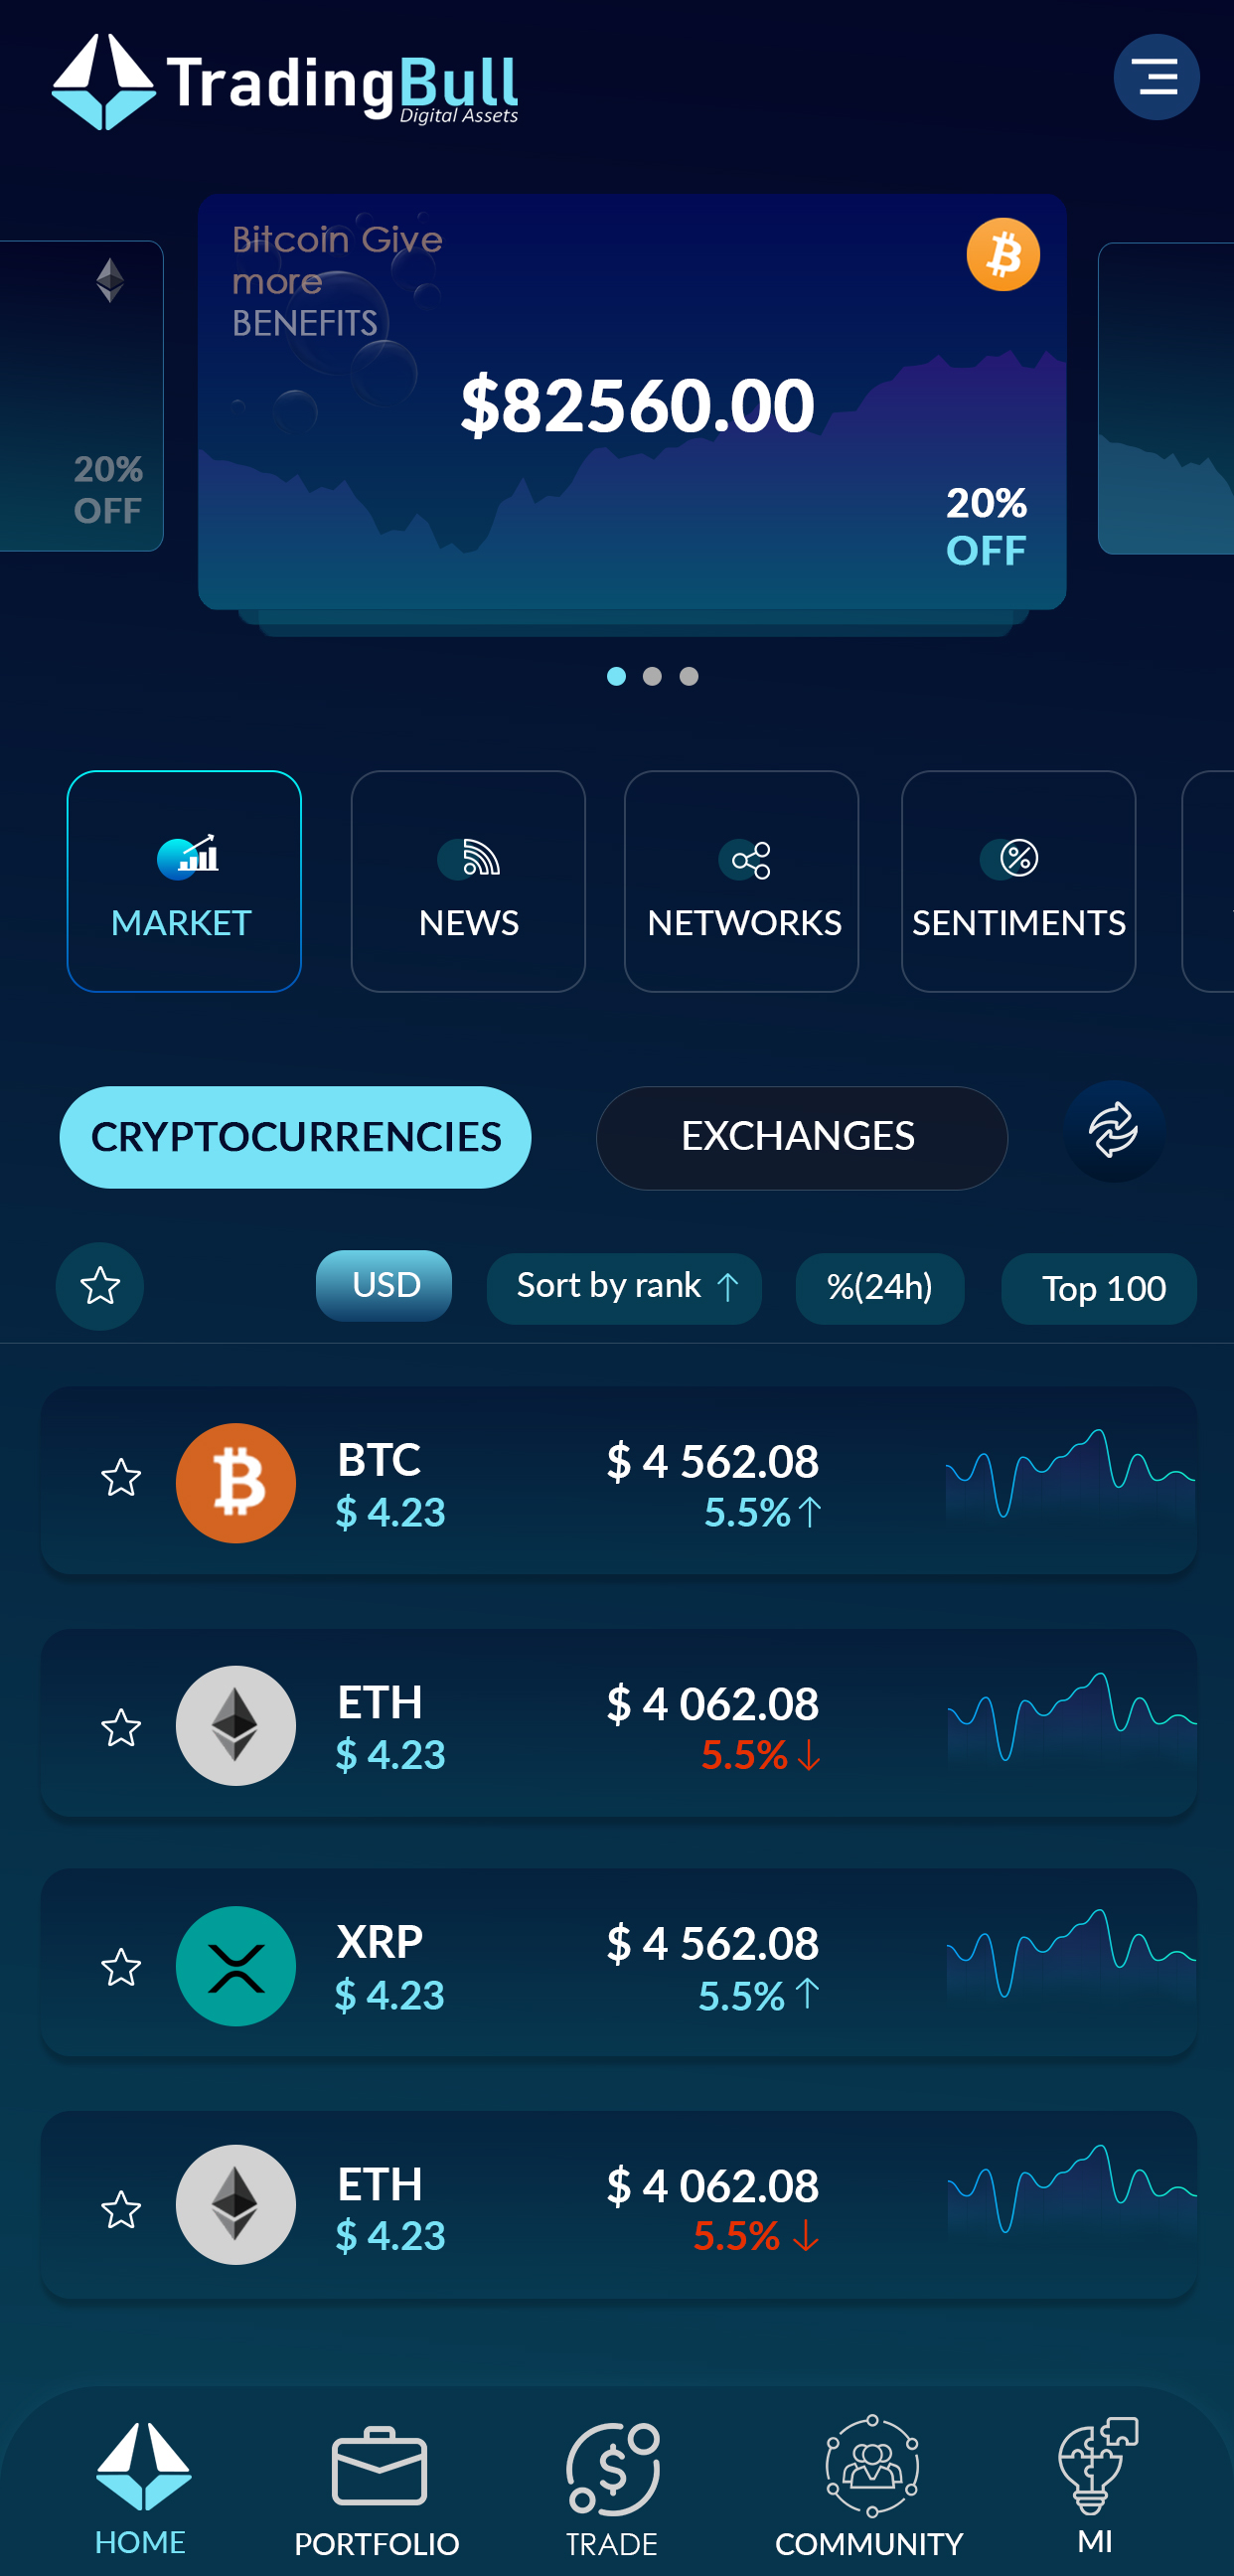 TradingBull
Digital Assets
Bitcoin Give
more
BENEFITS
$82560.00
20%
OFF
20%
OFF
MARKET
NEWS
NETWORKS
SENTIMENTS
CRYPTOCURRENCIES
EXCHANGES
USD
Sort by rank ↑
%(24h)
Top 100
BTC
$ 4 562.08
$ 4.23
5.5% ↑
ETH
$ 4 062.08
$ 4.23
5.5% ↓
XRP
$ 4 562.08
$ 4.23
5.5% ↑
ETH
$ 4 062.08
$ 4.23
5.5% ↓
HOME
PORTFOLIO
TRADE
COMMUNITY
MI